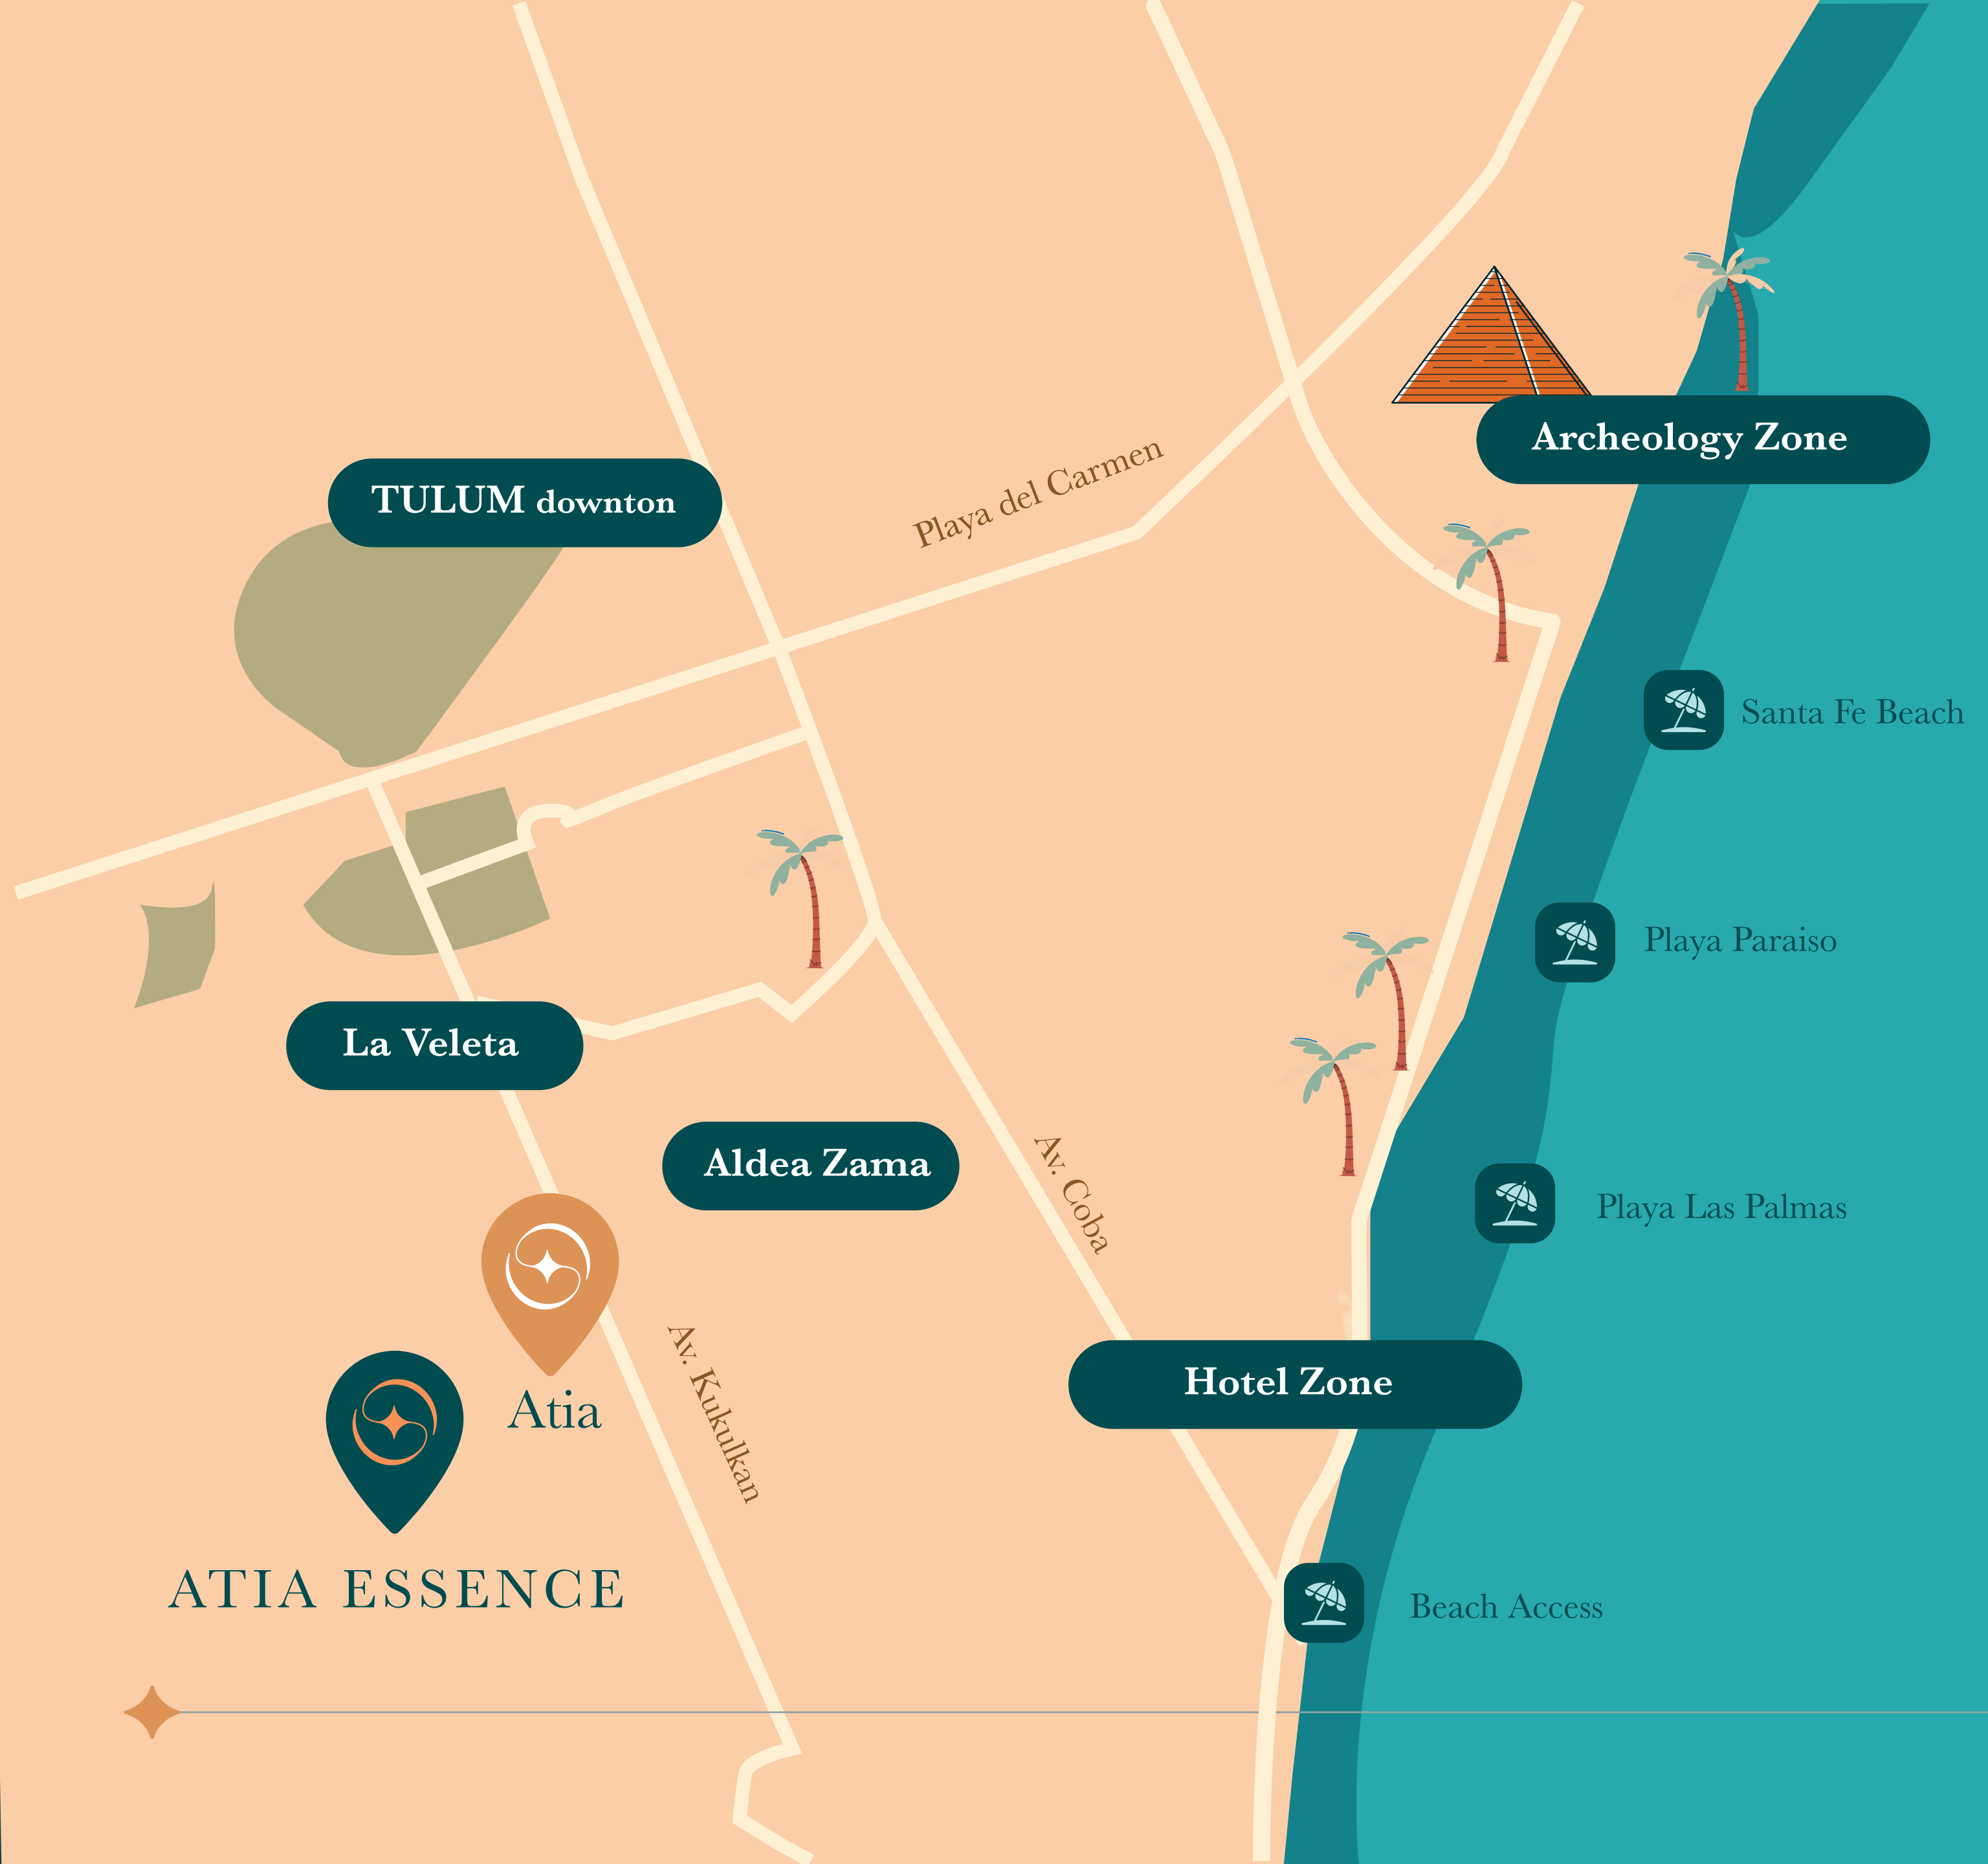 Archeology Zone
TULUM downton
Playa del Carmen
Santa Fe Beach
Playa Paraiso
La Veleta
Aldea Zama
Av. Coba
Playa Las Palmas
Av. Kukulkan
Hotel Zone
Atia
ATIA ESSENCE
Beach Access